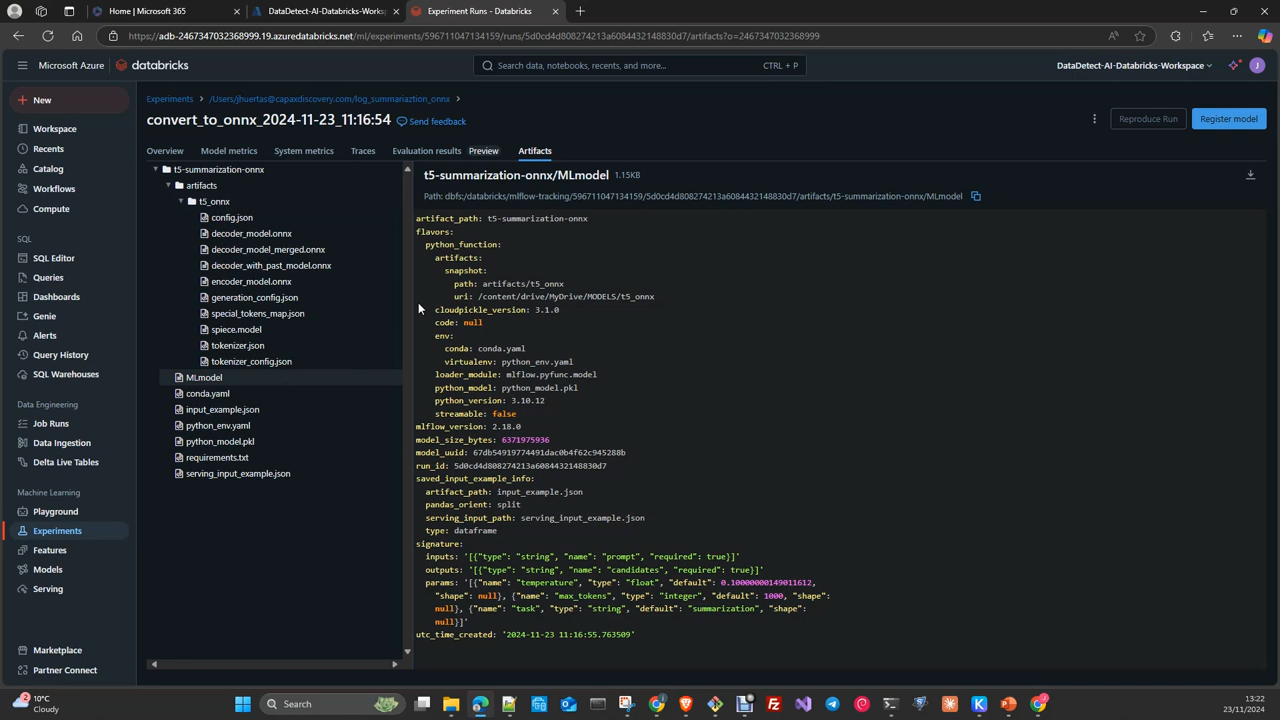 Home | Microsoft 365
DataDetect-AI-Databricks-Worksp
Experiment Runs - Databricks
https://adb-2467347032368999.19.azuredatabricks.net/ml/experiments/596711047134159/runs/5d0cd4d808274213a6084432148830d7/artifacts?o=2467347032368999
Microsoft Azure
databricks
Search data, notebooks, recents, and more...
CTRL + P
DataDetect-AI-Databricks-Workspace
J
New
Workspace
Recents
Catalog
Workflows
Compute
SQL
SQL Editor
Queries
Dashboards
Genie
Alerts
Query History
SQL Warehouses
Data Engineering
Job Runs
Data Ingestion
Delta Live Tables
Machine Learning
Playground
Experiments
Features
Models
Serving
Marketplace
Partner Connect
Experiments > /Users/jhuertas@capaxdiscovery.com/log_summariaztion_onnx >
convert_to_onnx_2024-11-23_11:16:54
Send feedback
Reproduce Run
Register model
Overview
Model metrics
System metrics
Traces
Evaluation results
Preview
Artifacts
t5-summarization-onnx
artifacts
t5_onnx
config.json
decoder_model.onnx
decoder_model_merged.onnx
decoder_with_past_model.onnx
encoder_model.onnx
generation_config.json
special_tokens_map.json
spiece.model
tokenizer.json
tokenizer_config.json
MLmodel
conda.yaml
input_example.json
python_env.yaml
python_model.pkl
requirements.txt
serving_input_example.json
t5-summarization-onnx/MLmodel 1.15KB
Path: dbfs:/databricks/mlflow-tracking/596711047134159/5d0cd4d808274213a6084432148830d7/artifacts/t5-summarization-onnx/MLmodel
artifact_path: t5-summarization-onnx
flavors:
python_function:
artifacts:
snapshot:
path: artifacts/t5_onnx
uri: /content/drive/MyDrive/MODELS/t5_onnx
cloudpickle_version: 3.1.0
code: null
env:
conda: conda.yaml
virtualenv: python_env.yaml
loader_module: mlflow.pyfunc.model
python_model: python_model.pkl
python_version: 3.10.12
streamable: false
mlflow_version: 2.18.0
model_size_bytes: 6371975936
model_uuid: 67db54919774491dac0b4f62c945288b
run_id: 5d0cd4d808274213a6084432148830d7
saved_input_example_info:
artifact_path: input_example.json
pandas_orient: split
serving_input_path: serving_input_example.json
type: dataframe
signature:
inputs: '[{"type": "string", "name": "prompt", "required": true}]'
outputs: '[{"type": "string", "name": "candidates", "required": true}]'
params: '[{"name": "temperature", "type": "float", "default": 0.10000000149011612,
"shape": null}, {"name": "max_tokens", "type": "integer", "default": 1000, "shape":
null}, {"name": "task", "type": "string", "default": "summarization", "shape":
null}]'
utc_time_created: '2024-11-23 11:16:55.763509'
2
10°C
Cloudy
Search
13:22
23/11/2024